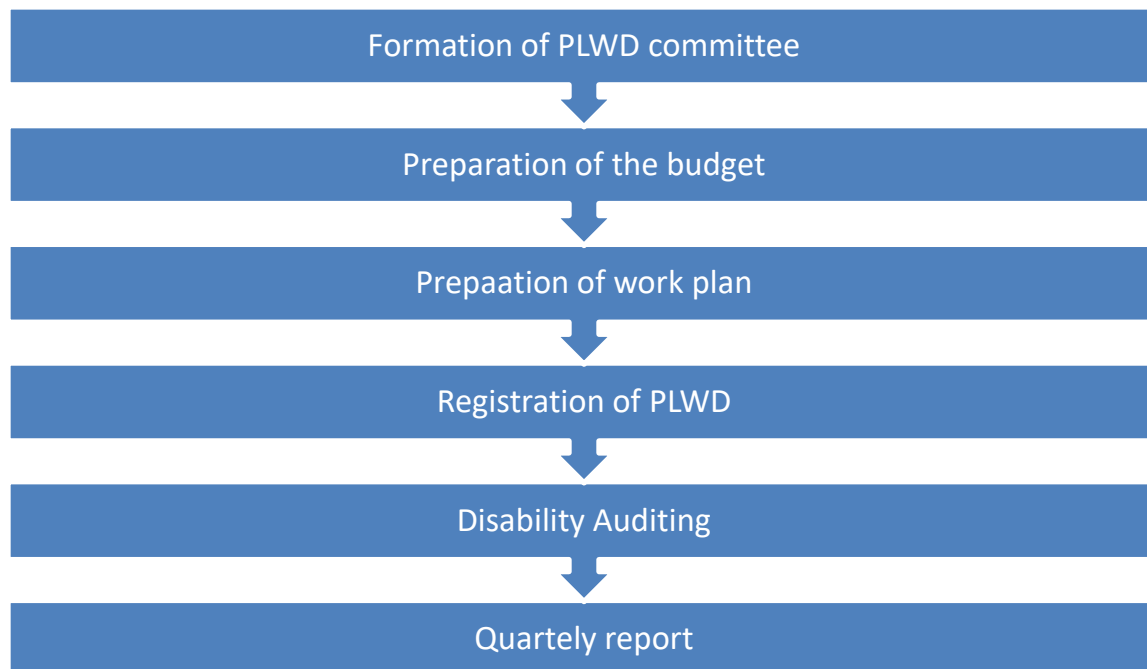 Formation of PLWD committee
Preparation of the budget
Prepaation of work plan
Registration of PLWD
Disability Auditing
Quartely report